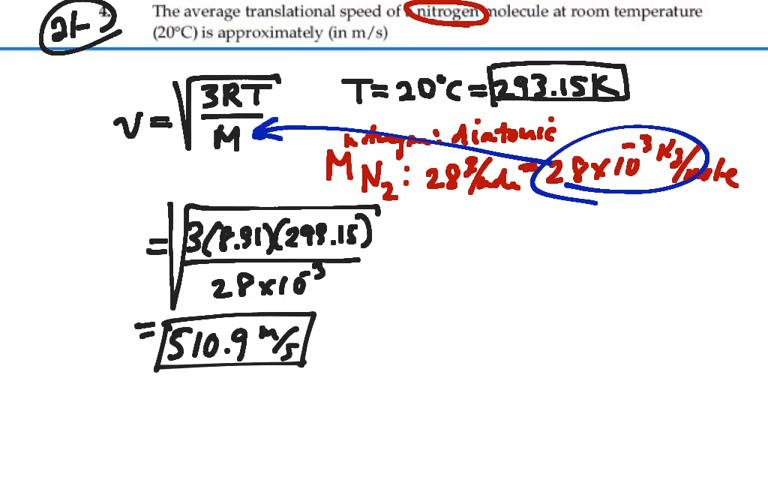 21-
4. The average translational speed of nitrogen molecule at room temperature
(20°C) is approximately (in m/s)
v = √(3RT/M) T = 20°C = 293.15K
nitrogen: diatomic
M N₂: 28 g/mole = 28×10⁻³ Kg/mole
= √(3(8.31)(293.15)/28×10⁻³)
= 510.9 m/s